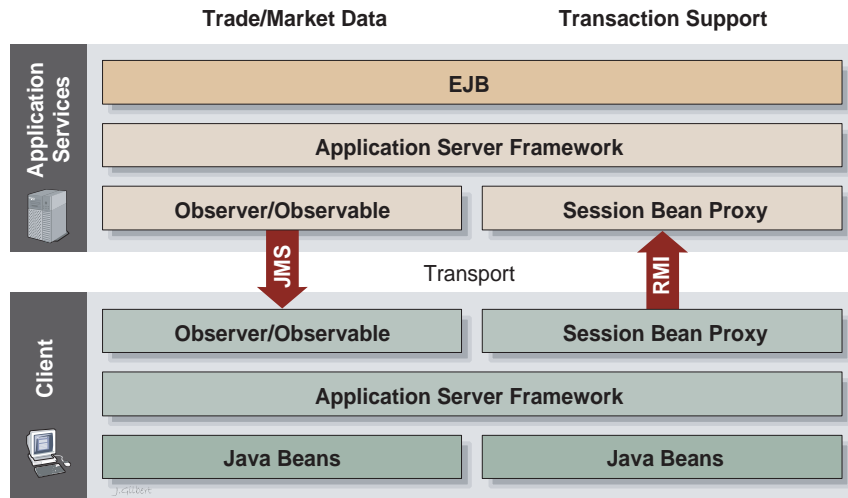 Trade/Market Data
Transaction Support
Application
Services
EJB
Application Server Framework
Observer/Observable
Session Bean Proxy
JMS
Transport
RMI
Client
Observer/Observable
Session Bean Proxy
Application Server Framework
Java Beans
Java Beans
J.Gilbert